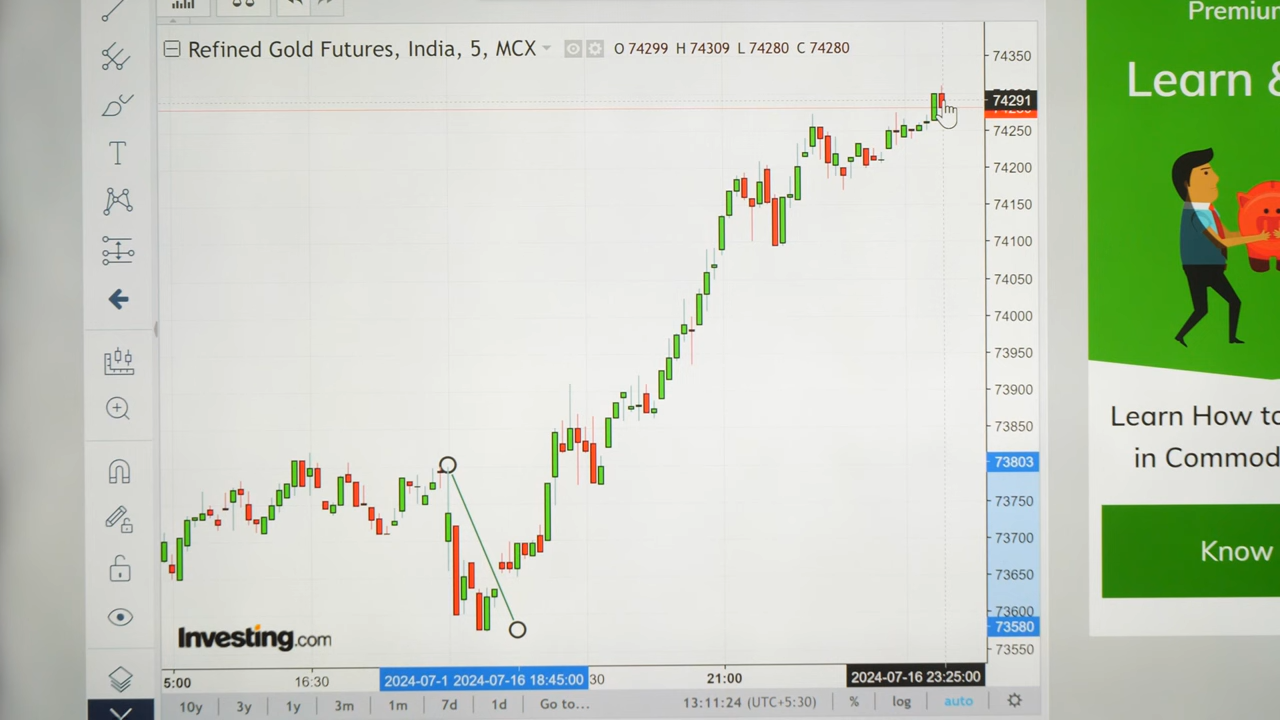 Refined Gold Futures, India, 5, MCX O 74299 H 74309 L 74280 C 74280
74350
74291
74250
74200
74150
74100
74050
74000
73950
73900
73850
73803
73750
73700
73650
73600
73580
73550
Investing.com
5:00 16:30 2024-07-1 2024-07-16 18:45:00 30 21:00 2024-07-16 23:25:00
10y 3y 1y 3m 1m 7d 1d Go to... 13:11:24 (UTC+5:30) % log auto
Premium
Learn &
Learn How to
in Commod
Know